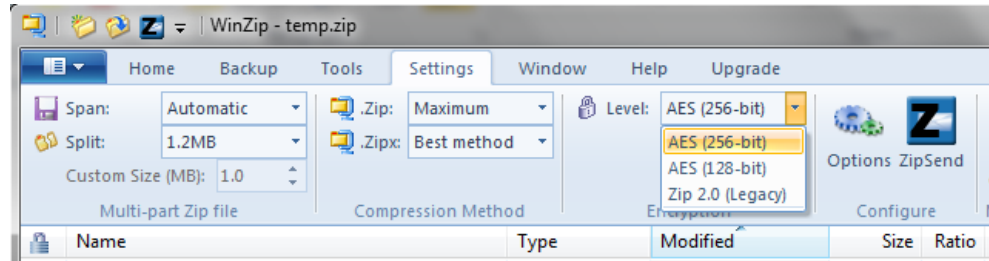 WinZip - temp.zip
Home Backup Tools Settings Window Help Upgrade
Span: Automatic .Zip: Maximum Level: AES (256-bit)
Split: 1.2MB .Zipx: Best method AES (256-bit)
AES (128-bit)
Options ZipSend
Custom Size (MB): 1.0
Zip 2.0 (Legacy)
Multi-part Zip file Compression Method Encryption Configure
Name Type Modified Size Ratio